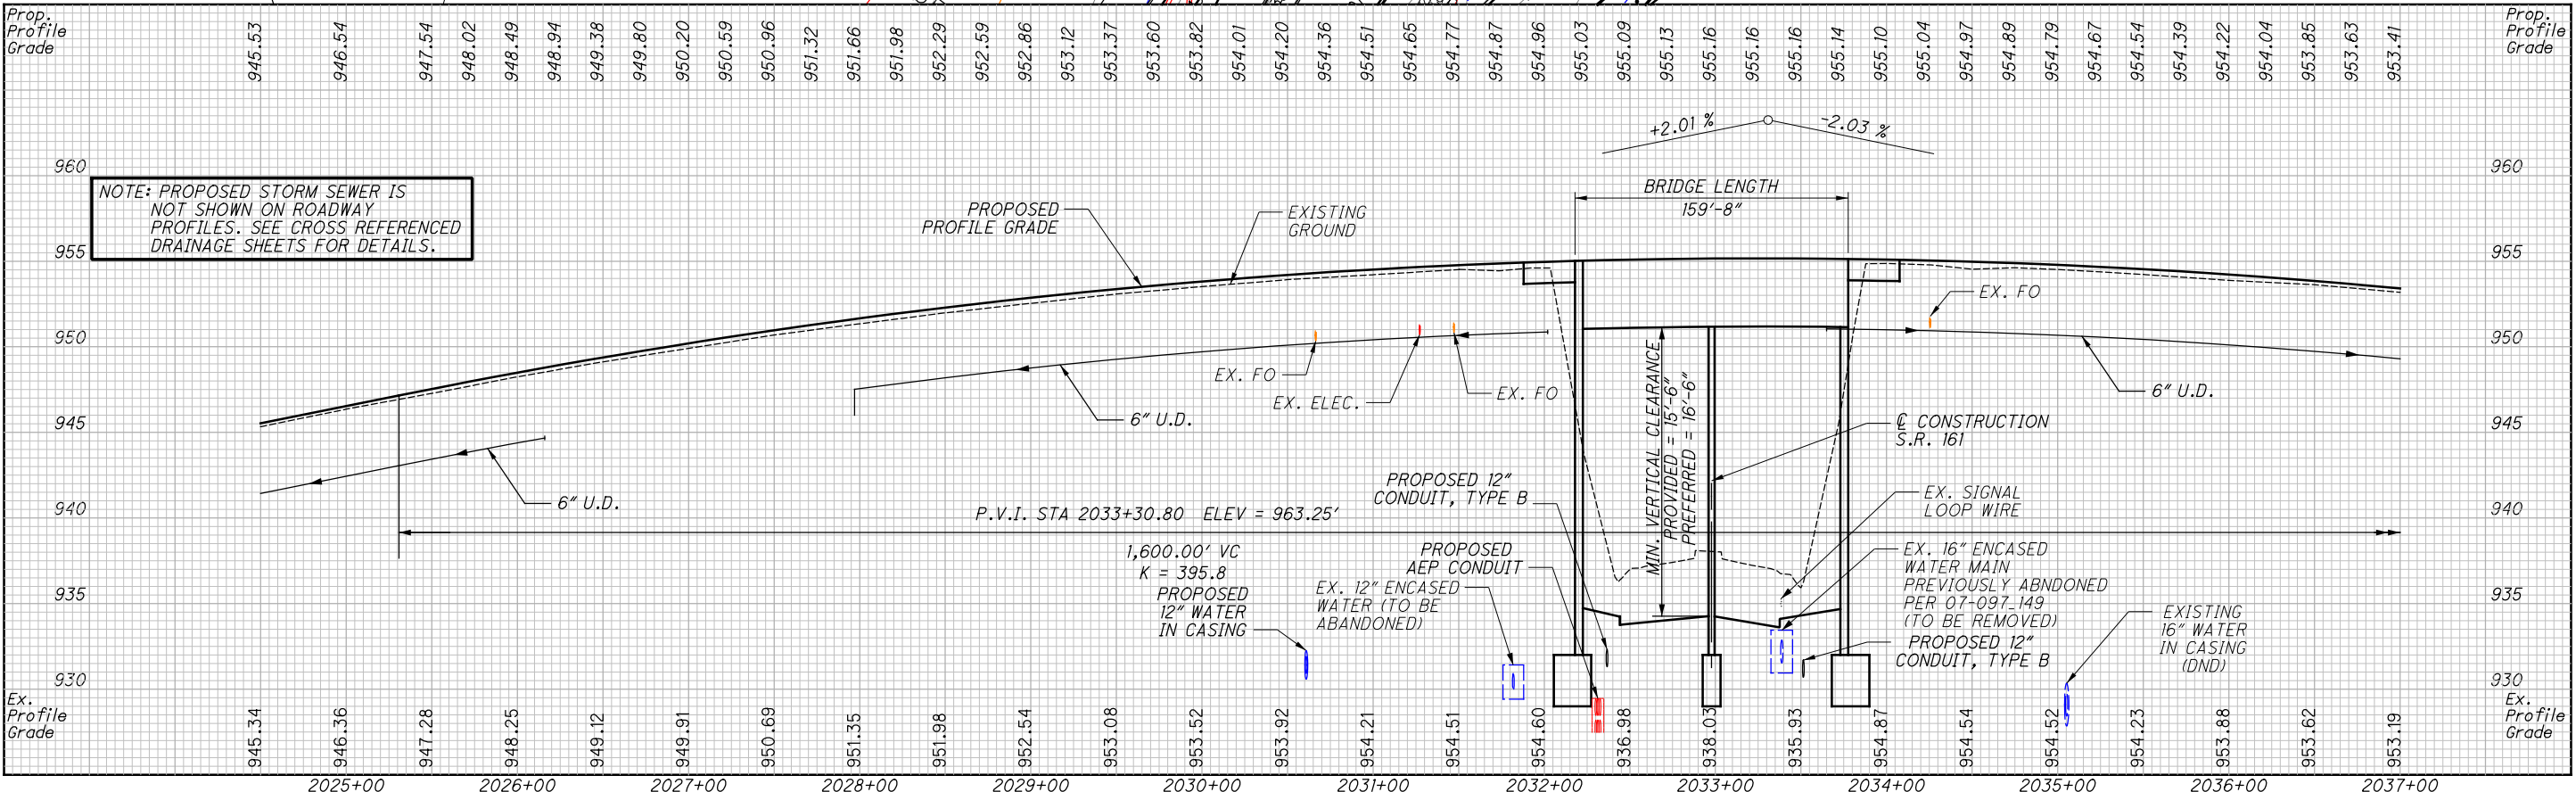 Prop.
Profile
Grade
945.53 946.54 947.54 948.02 948.49 948.94 949.38 949.80 950.20 950.59 950.96 951.32 951.66 951.98 952.29 952.59 952.86 953.12 953.37 953.60 953.82 954.01 954.20 954.36 954.51 954.65 954.77 954.87 954.96 955.03 955.09 955.13 955.16 955.16 955.16 955.14 955.10 955.04 954.97 954.89 954.79 954.67 954.54 954.39 954.22 954.04 953.85 953.63 953.41
Prop.
Profile
Grade
+2.01 %
-2.03 %
960
960
NOTE: PROPOSED STORM SEWER IS
NOT SHOWN ON ROADWAY
PROFILES. SEE CROSS REFERENCED
DRAINAGE SHEETS FOR DETAILS.
PROPOSED
PROFILE GRADE
EXISTING
GROUND
BRIDGE LENGTH
159'-8"
955
955
EX. FO
950
950
EX. FO
EX. ELEC.
EX. FO
6" U.D.
6" U.D.
MIN. VERTICAL CLEARANCE
PROVIDED = 15'-6"
PREFERRED = 16'-6"
945
945
℄ CONSTRUCTION
S.R. 161
6" U.D.
PROPOSED 12"
CONDUIT, TYPE B
EX. SIGNAL
LOOP WIRE
940
940
P.V.I. STA 2033+30.80 ELEV = 963.25'
1,600.00' VC
K = 395.8
PROPOSED
12" WATER
IN CASING
PROPOSED
AEP CONDUIT
EX. 12" ENCASED
WATER (TO BE
ABANDONED)
EX. 16" ENCASED
WATER MAIN
PREVIOUSLY ABNDONED
PER 07-097_149
(TO BE REMOVED)
PROPOSED 12"
CONDUIT, TYPE B
935
935
EXISTING
16" WATER
IN CASING
(DND)
930
930
Ex.
Profile
Grade
945.34 946.36 947.28 948.25 949.12 949.91 950.69 951.35 951.98 952.54 953.08 953.52 953.92 954.21 954.51 954.60 936.98 938.03 935.93 954.87 954.54 954.52 954.23 953.88 953.62 953.19
Ex.
Profile
Grade
2025+00 2026+00 2027+00 2028+00 2029+00 2030+00 2031+00 2032+00 2033+00 2034+00 2035+00 2036+00 2037+00